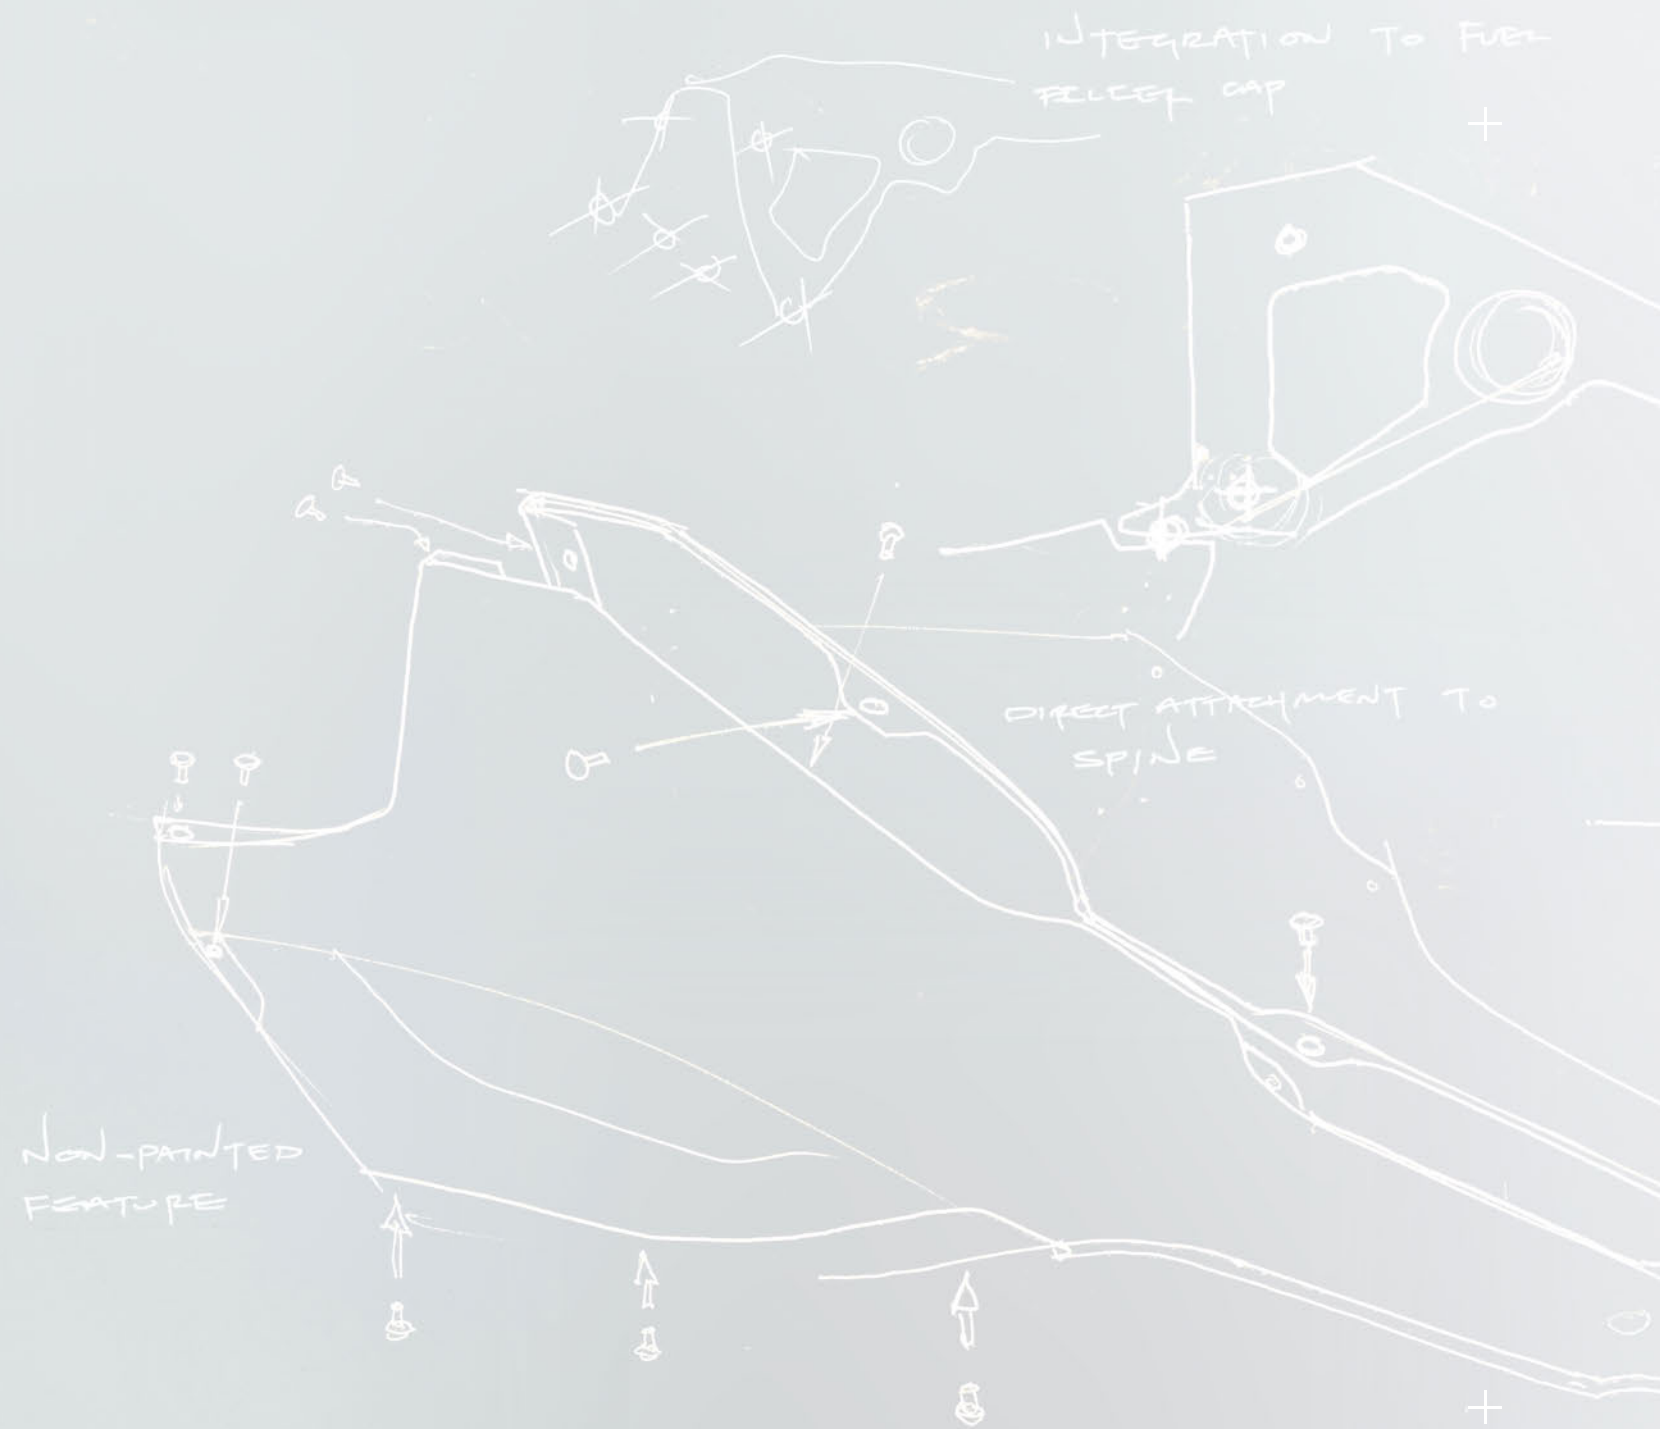 INTEGRATION TO FUEL
FILLER CAP
DIRECT ATTACHMENT TO
SPINE
NON-PAINTED
FEATURE